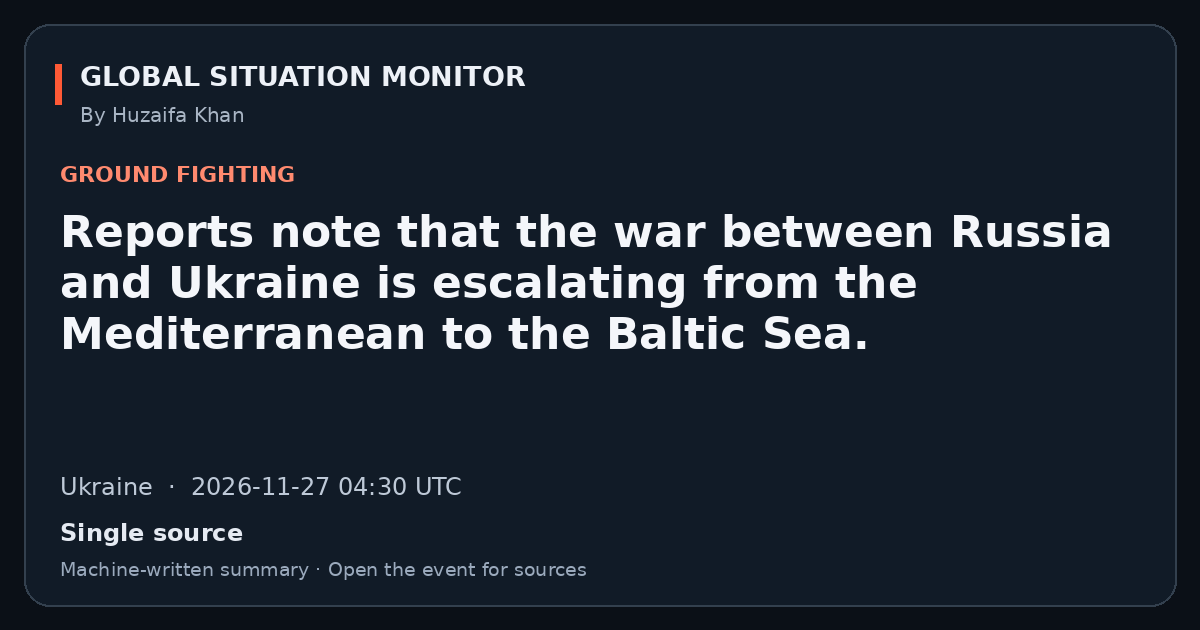 GLOBAL SITUATION MONITOR
By Huzaifa Khan
GROUND FIGHTING
Reports note that the war between Russia
and Ukraine is escalating from the
Mediterranean to the Baltic Sea.
Ukraine · 2026-11-27 04:30 UTC
Single source
Machine-written summary · Open the event for sources